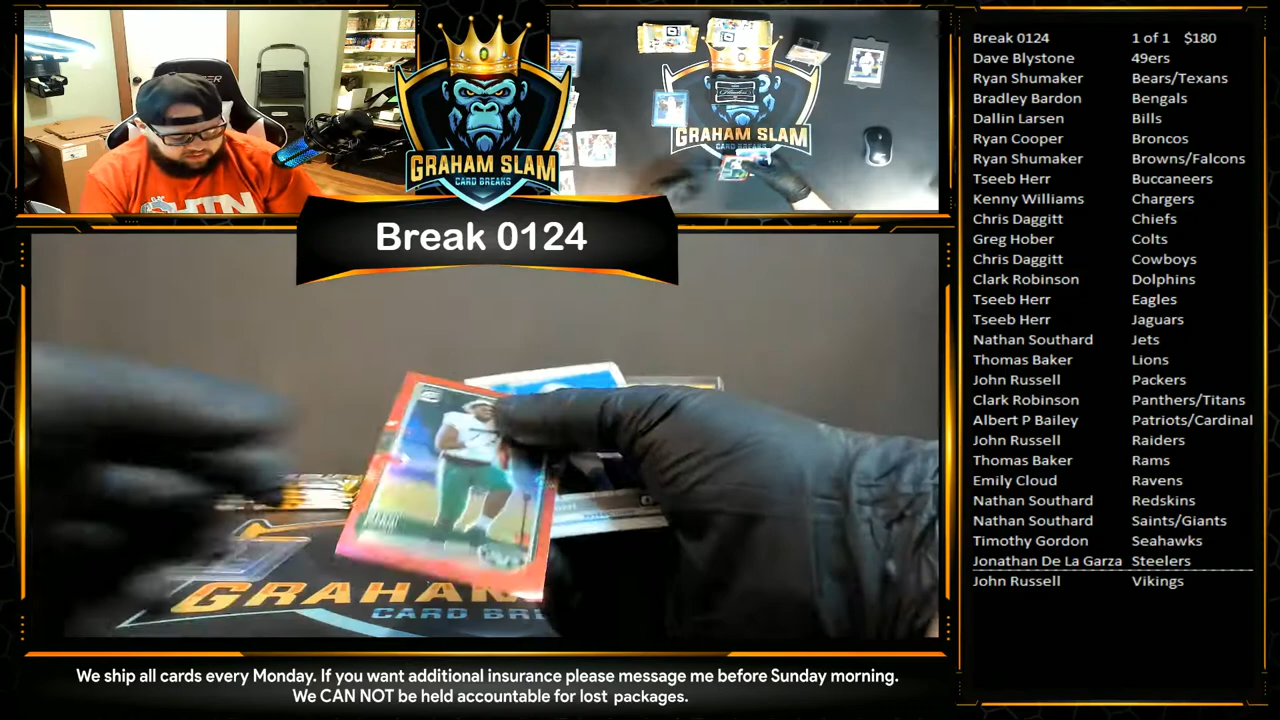 GRAHAM SLAM
CARD BREAKS
GRAHAM SLAM
Break 0124
GRAHAM
CARD BRE
We ship all cards every Monday. If you want additional insurance please message me before Sunday morning.
We CAN NOT be held accountable for lost packages.
Break 0124 1 of 1 $180
Dave Blystone 49ers
Ryan Shumaker Bears/Texans
Bradley Bardon Bengals
Dallin Larsen Bills
Ryan Cooper Broncos
Ryan Shumaker Browns/Falcons
Tseeb Herr Buccaneers
Kenny Williams Chargers
Chris Daggitt Chiefs
Greg Hober Colts
Chris Daggitt Cowboys
Clark Robinson Dolphins
Tseeb Herr Eagles
Tseeb Herr Jaguars
Nathan Southard Jets
Thomas Baker Lions
John Russell Packers
Clark Robinson Panthers/Titans
Albert P Bailey Patriots/Cardinal
John Russell Raiders
Thomas Baker Rams
Emily Cloud Ravens
Nathan Southard Redskins
Nathan Southard Saints/Giants
Timothy Gordon Seahawks
Jonathan De La Garza Steelers
John Russell Vikings